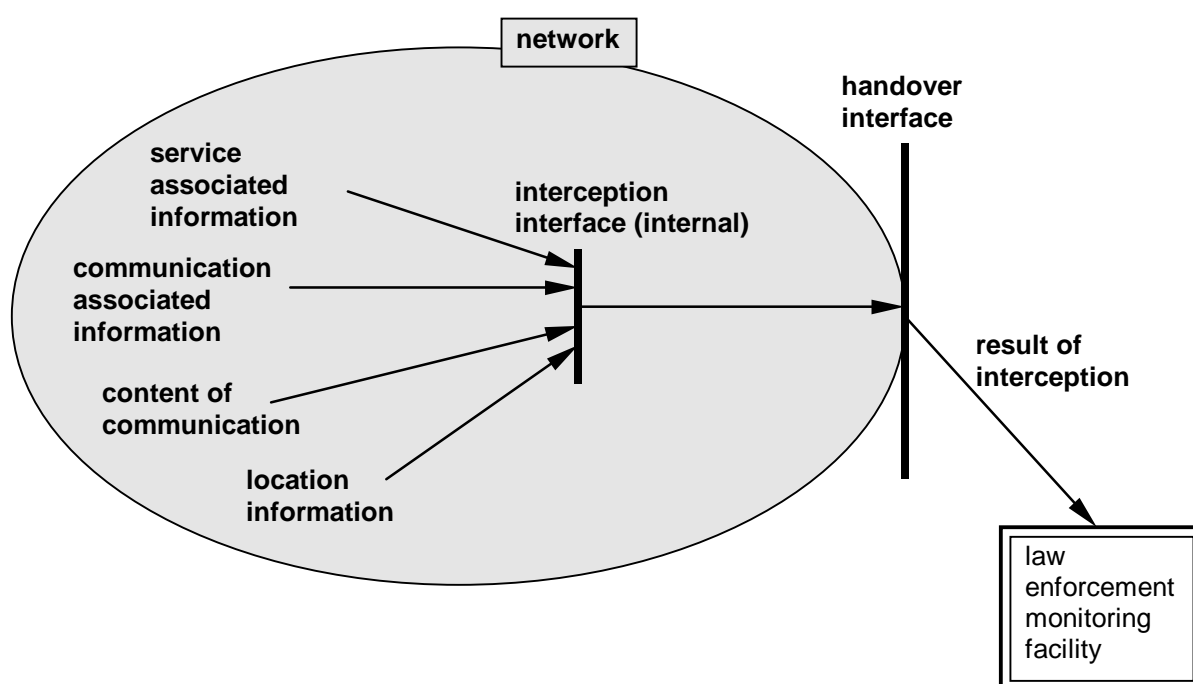 network
handover
interface
service
associated
information
interception
interface (internal)
communication
associated
information
result of
interception
content of
communication
location
information
law
enforcement
monitoring
facility